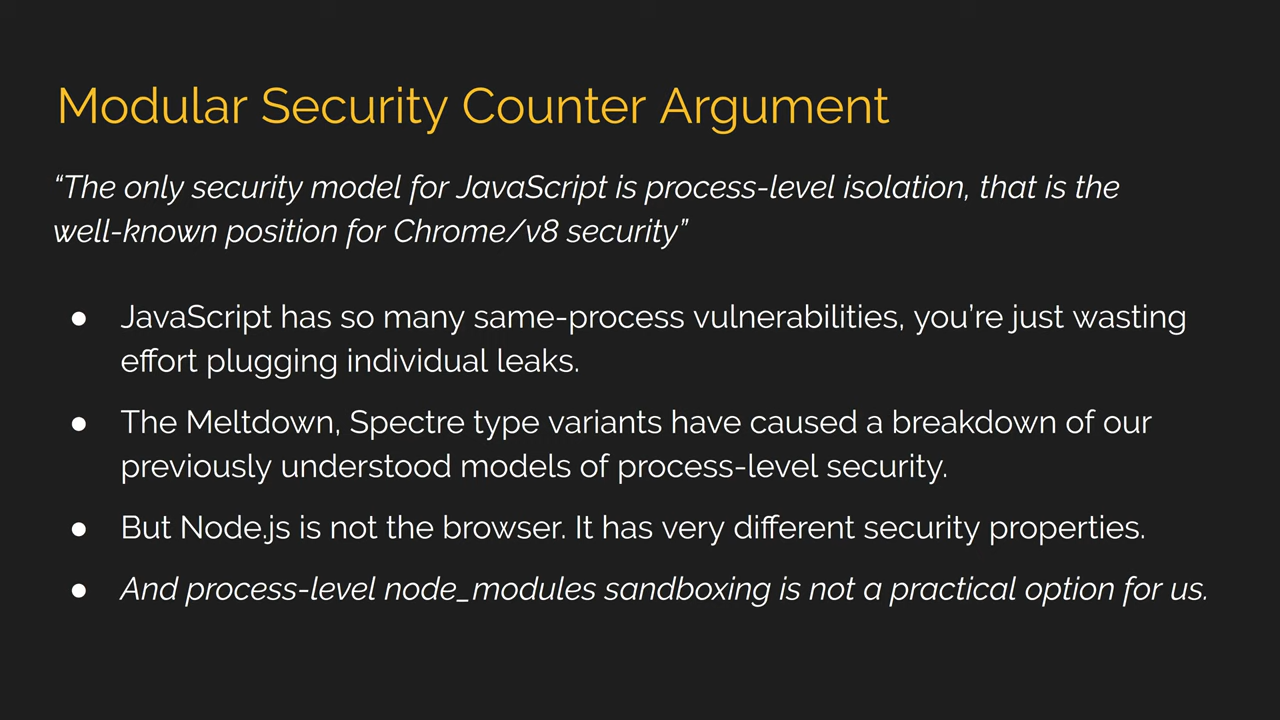 Modular Security Counter Argument
“The only security model for JavaScript is process-level isolation, that is the
well-known position for Chrome/v8 security”
● JavaScript has so many same-process vulnerabilities, you’re just wasting
effort plugging individual leaks.
● The Meltdown, Spectre type variants have caused a breakdown of our
previously understood models of process-level security.
● But Node.js is not the browser. It has very different security properties.
● And process-level node_modules sandboxing is not a practical option for us.